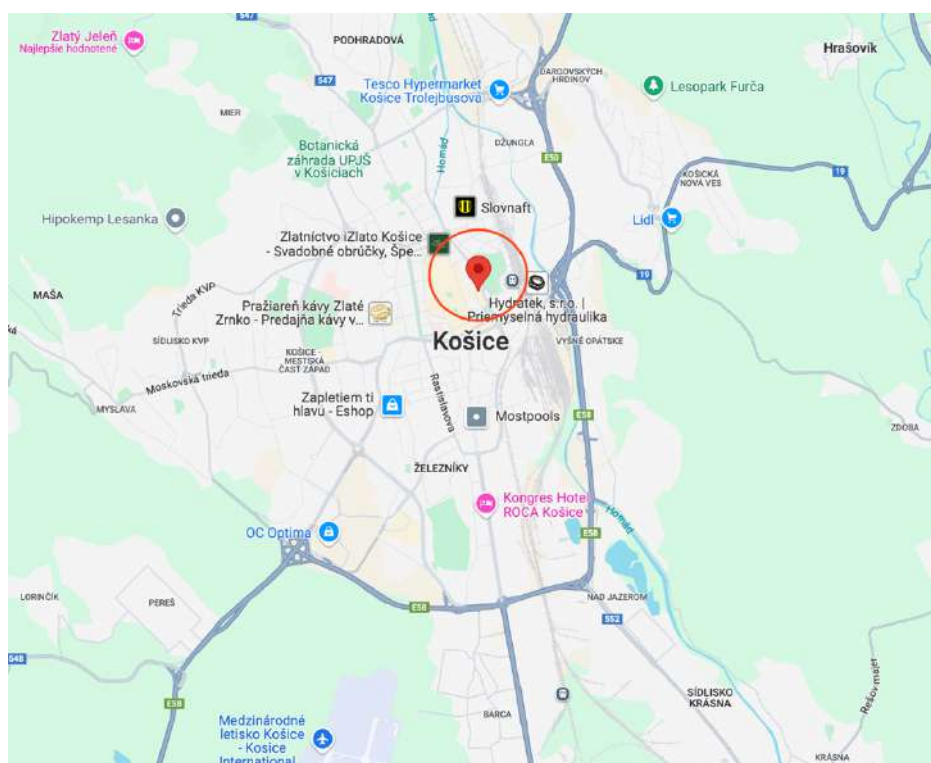 547
Zlatý Jeleň
Najlepšie hodnotené
PODHRADOVÁ
Hrašovík
DARGOVSKÝCH
HRDINOV
Tesco Hypermarket
Košice Trolejbusová
547
Lesopark Furča
MIER
Botanická
záhrada UPJŠ
v Košiciach
Hornád
DŽUNGĽA
E50
19
KOŠICKÁ
NOVÁ VES
Hipokemp Lesanka
Slovnaft
Lidl
Zlatníctvo iZlato Košice
- Svadobné obrúčky, Špe...
19
MAŠA
Trieda KVP
Pražiareň kávy Zlaté
Zrnko - Predajňa kávy v...
Hydratek, s.r.o. |
Priemyselná hydraulika
SÍDLISKO KVP
Košice
VYŠNÉ OPÁTSKE
KOŠICE -
MESTSKÁ
ČASŤ ZÁPAD
Moskovská trieda
Rastislavova
MYSLAVA
Zapletiem ti
hlavu - Eshop
Mostpools
E58
ZDOBA
ŽELEZNÍKY
Kongres Hotel
ROCA Košice
Hornád
OC Optima
E58
LORINČÍK
PEREŠ
E58
NAD JAZEROM
552
548
E58
SÍDLISKO
KRÁSNA
Rešov majer
BARCA
Medzinárodné
letisko Košice
- Kosice
International...
KRÁSNA